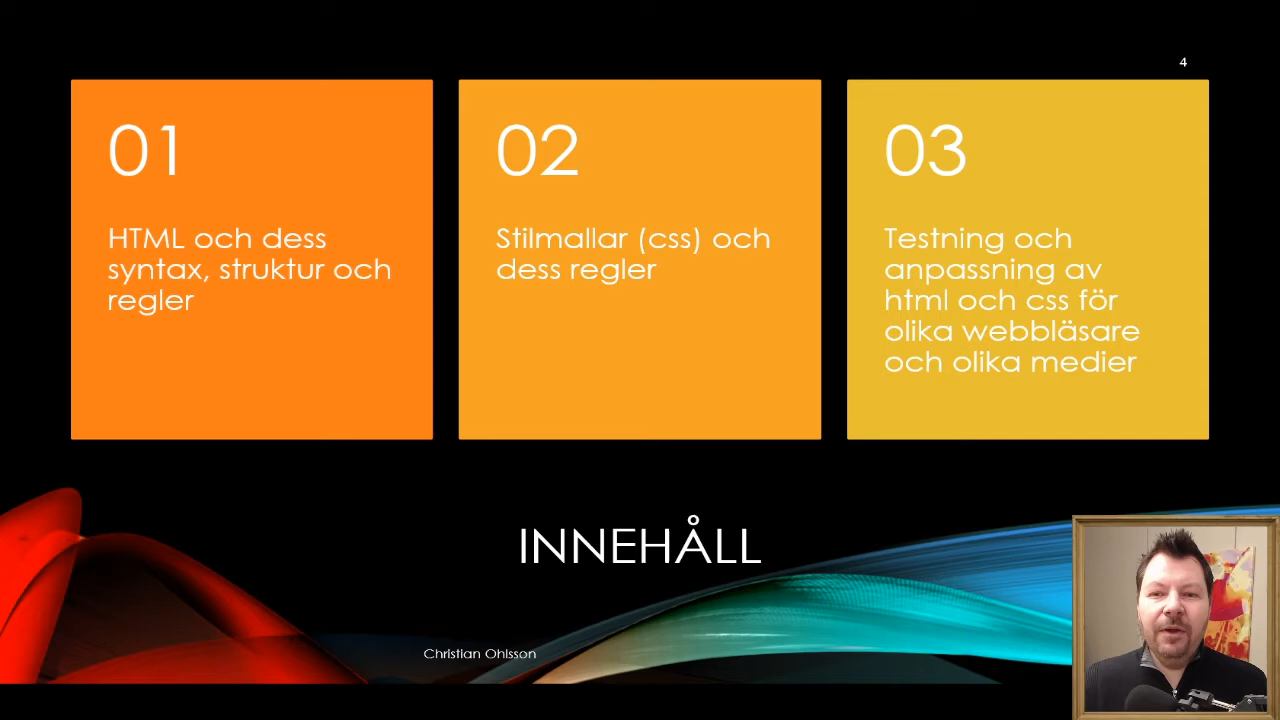 4
01
HTML och dess
syntax, struktur och
regler
02
Stilmallar (css) och
dess regler
03
Testning och
anpassning av
html och css för
olika webbläsare
och olika medier
INNEHÅLL
Christian Ohlsson